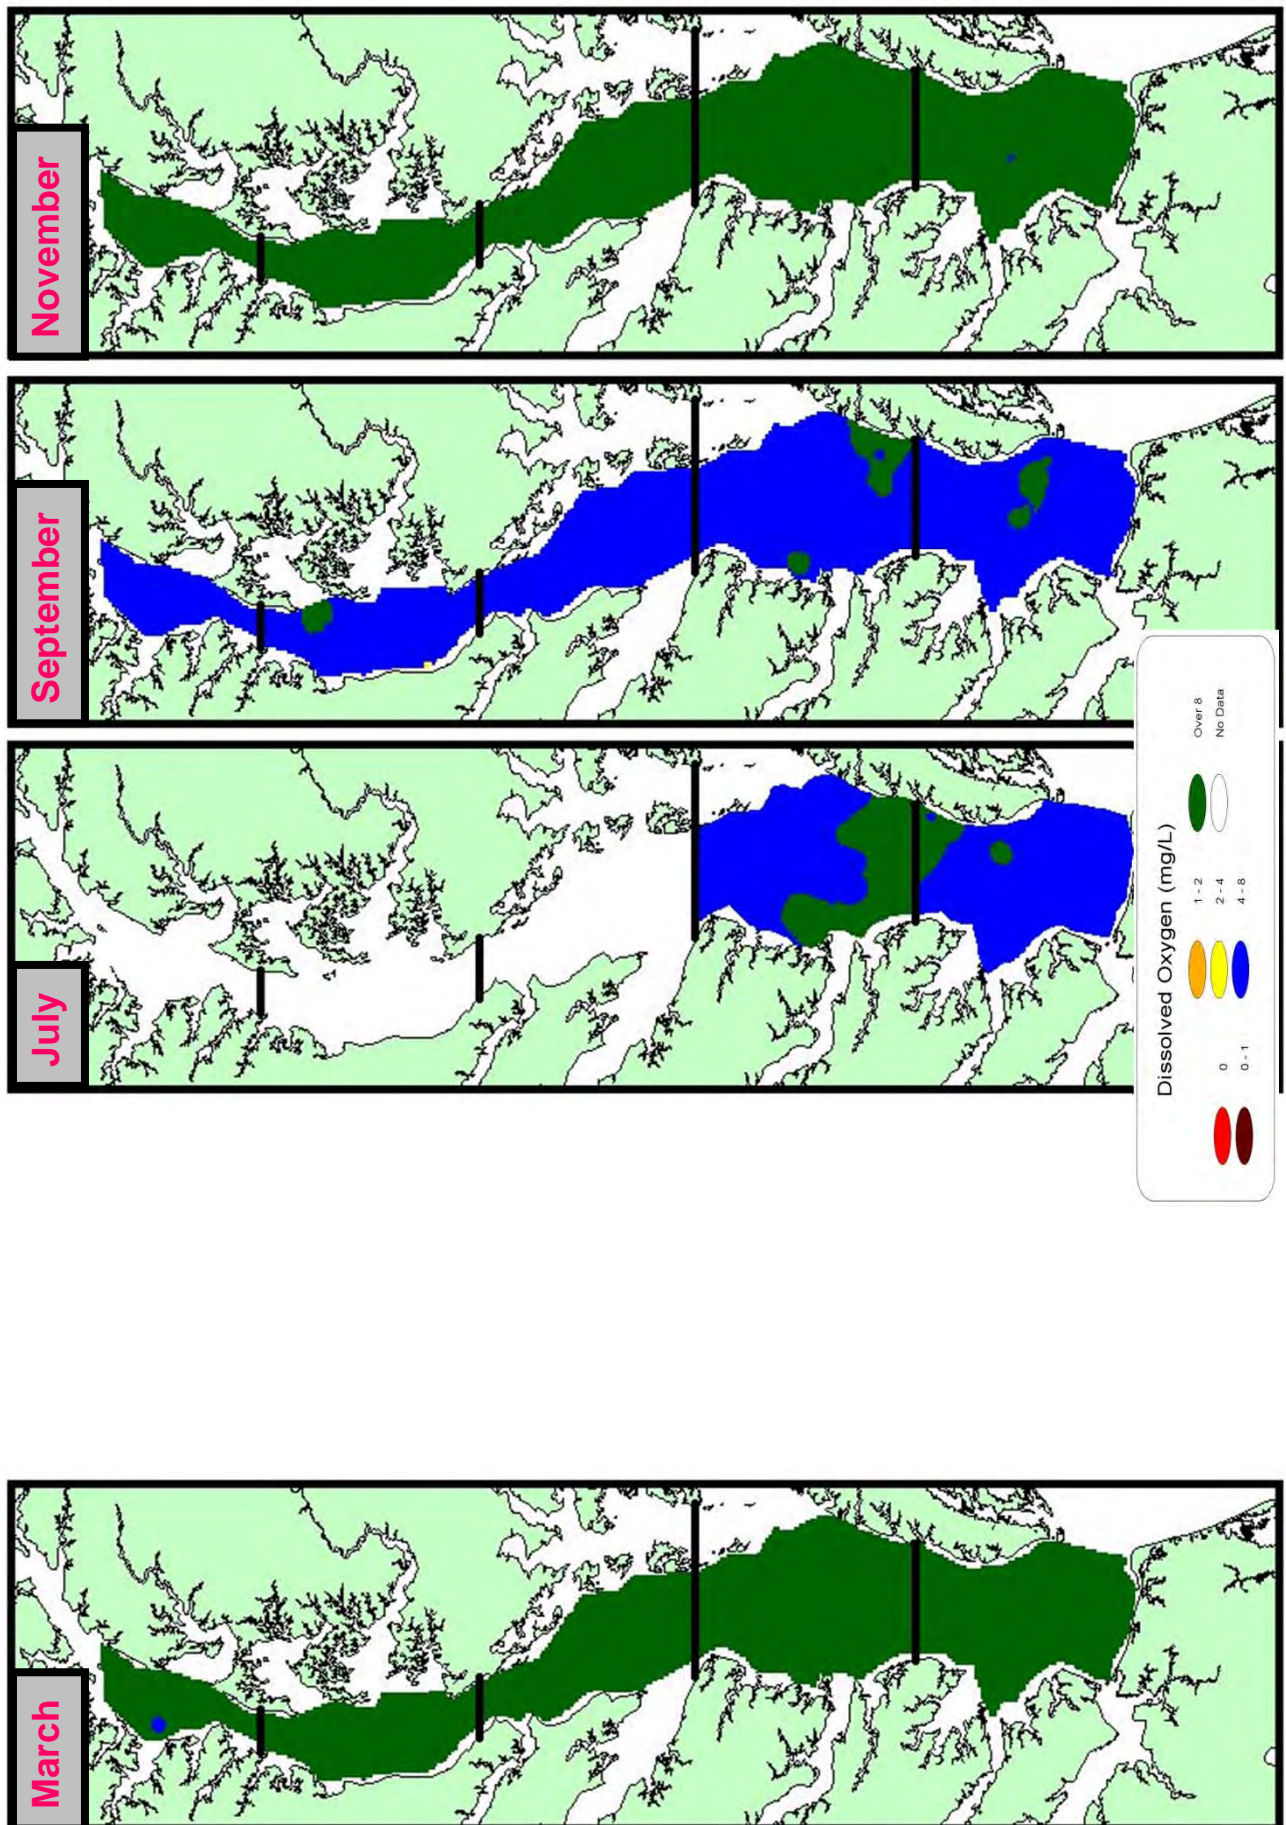 March
July
September
November
Dissolved Oxygen (mg/L)
0
0 - 1
1 - 2
2 - 4
4 - 8
Over 8
No Data